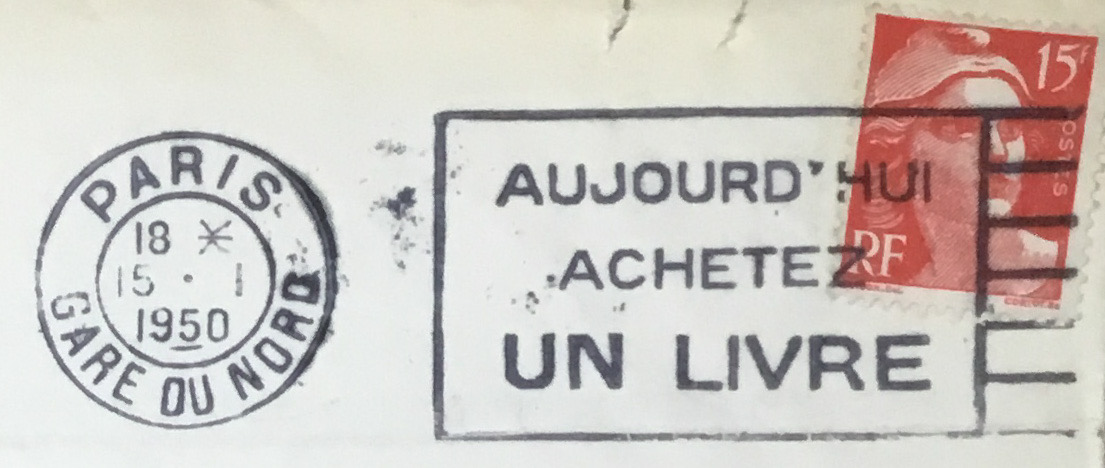 PARIS
18 *
15 · 1
1950
GARE DU NORD
AUJOURD'HUI
ACHETEZ
UN LIVRE
15F
POSTES
RF